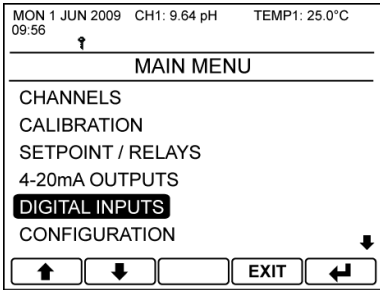 MON 1 JUN 2009 CH1: 9.64 pH TEMP1: 25.0°C
09:56
MAIN MENU
CHANNELS
CALIBRATION
SETPOINT / RELAYS
4-20mA OUTPUTS
DIGITAL INPUTS
CONFIGURATION
EXIT